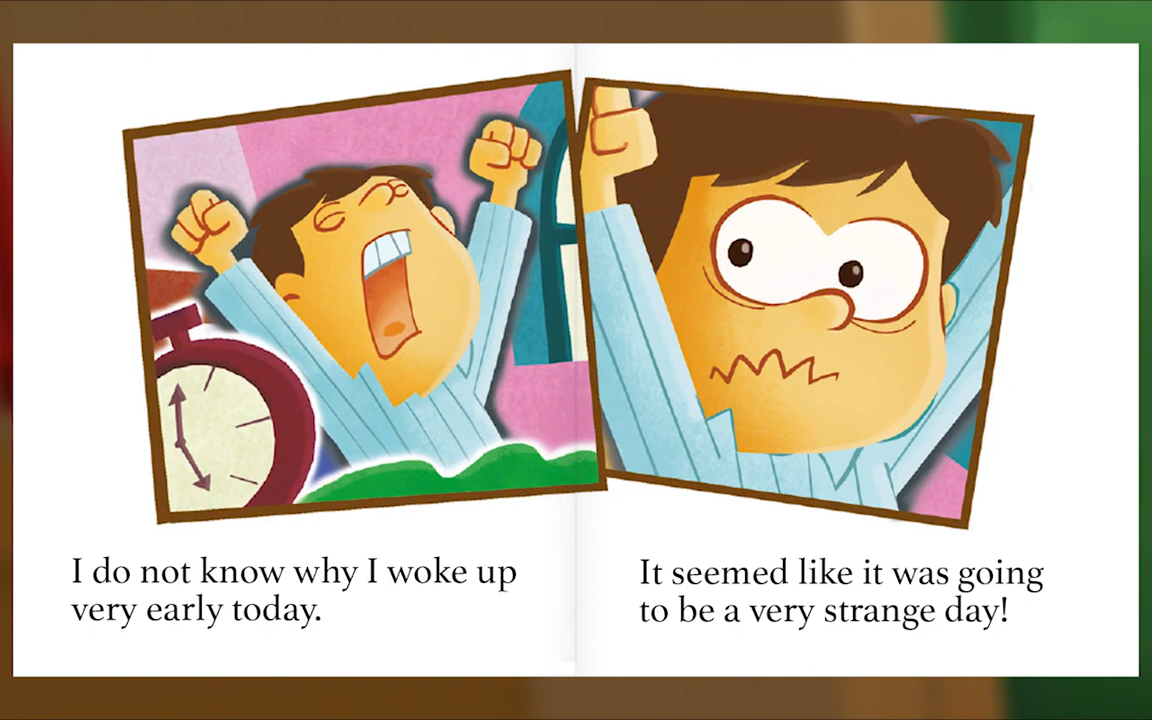 I do not know why I woke up
very early today.
It seemed like it was going
to be a very strange day!